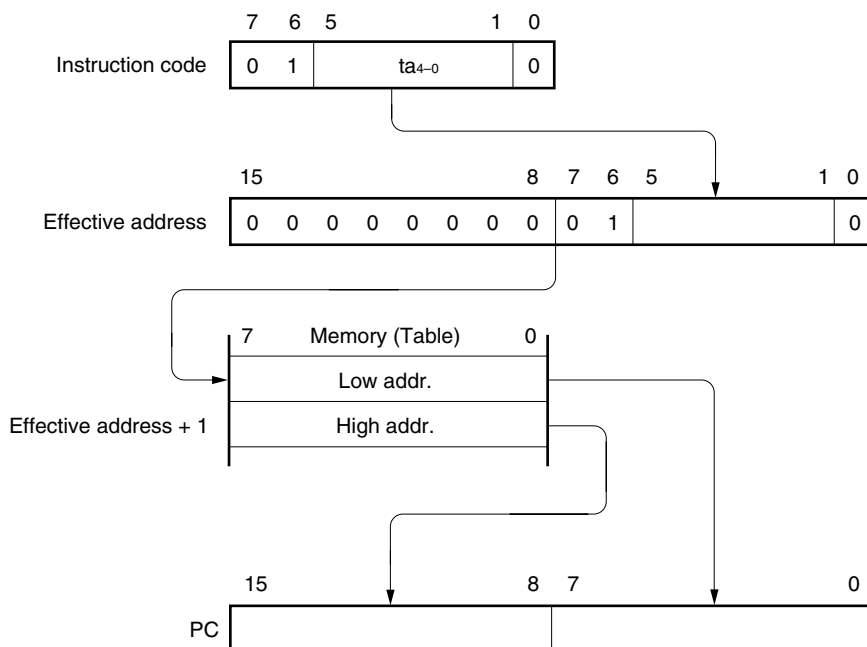 7 6 5 1 0
Instruction code 0 1 ta4–0 0
15 8 7 6 5 1 0
Effective address 0 0 0 0 0 0 0 0 0 1 0
7 Memory (Table) 0
Low addr.
Effective address + 1 High addr.
15 8 7 0
PC